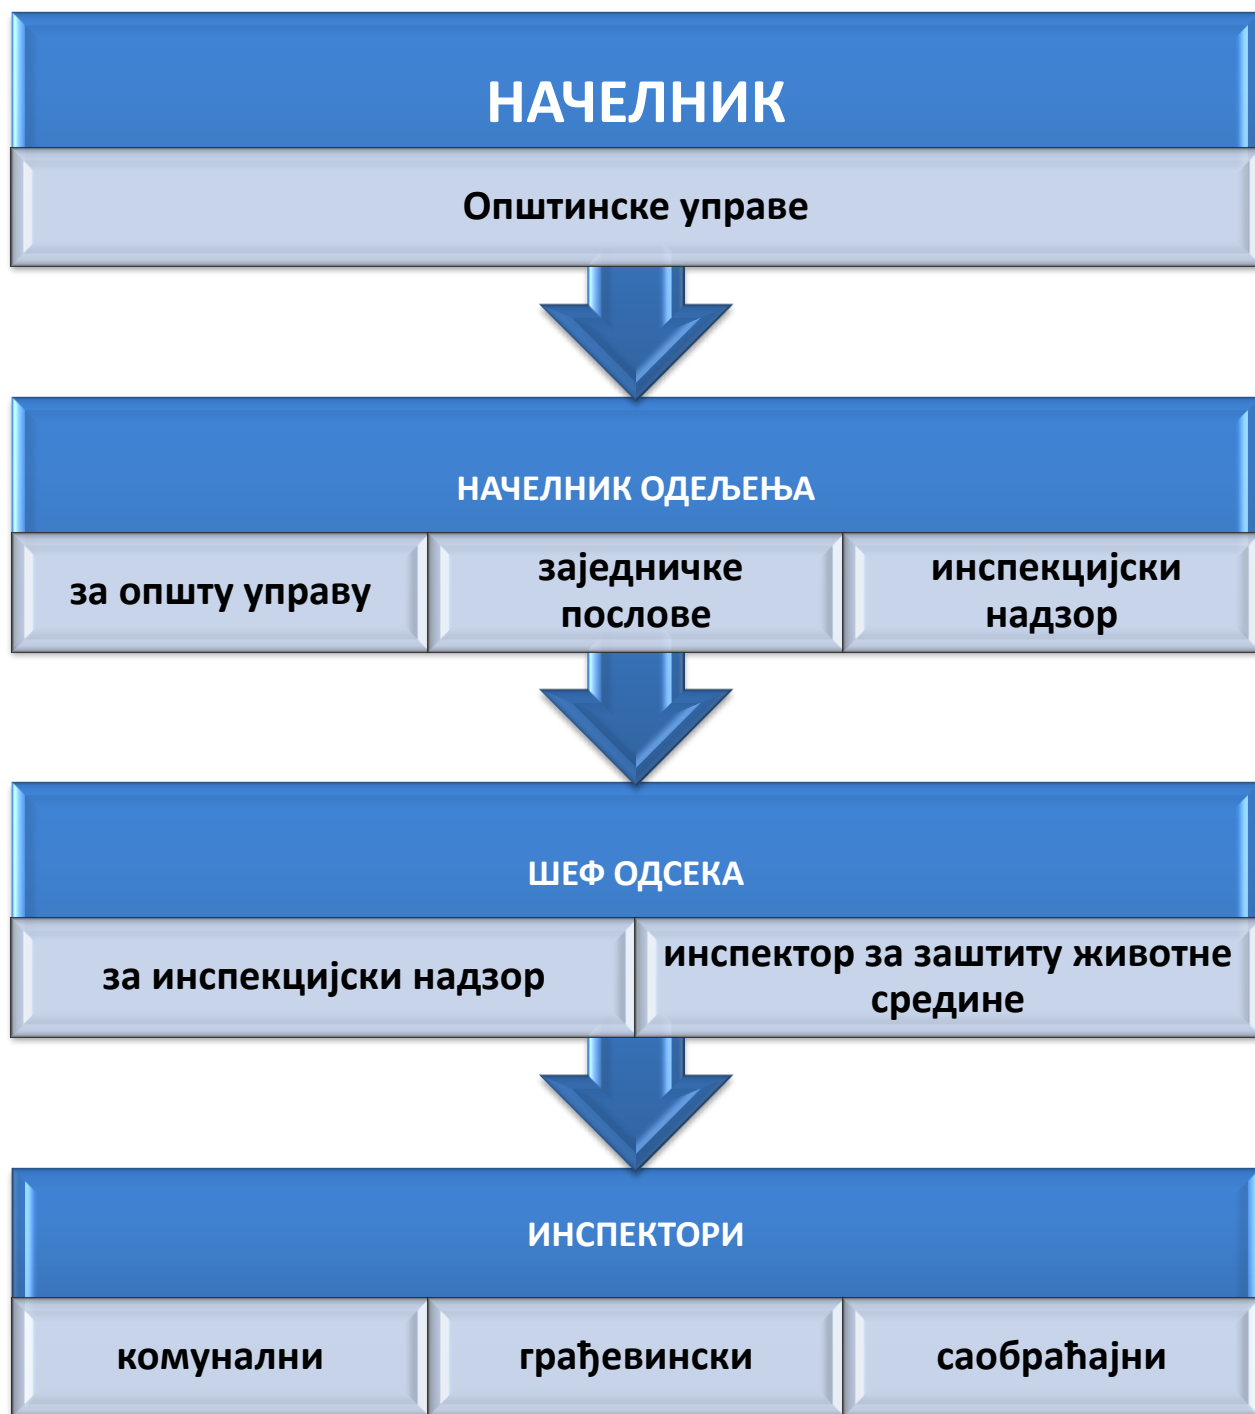 НАЧЕЛНИК
Општинске управе
НАЧЕЛНИК ОДЕЉЕЊА
за општу управу
заједничке
послове
инспекцијски
надзор
ШЕФ ОДСЕКА
за инспекцијски надзор
инспектор за заштиту животне
средине
ИНСПЕКТОРИ
комунални
грађевински
саобраћајни